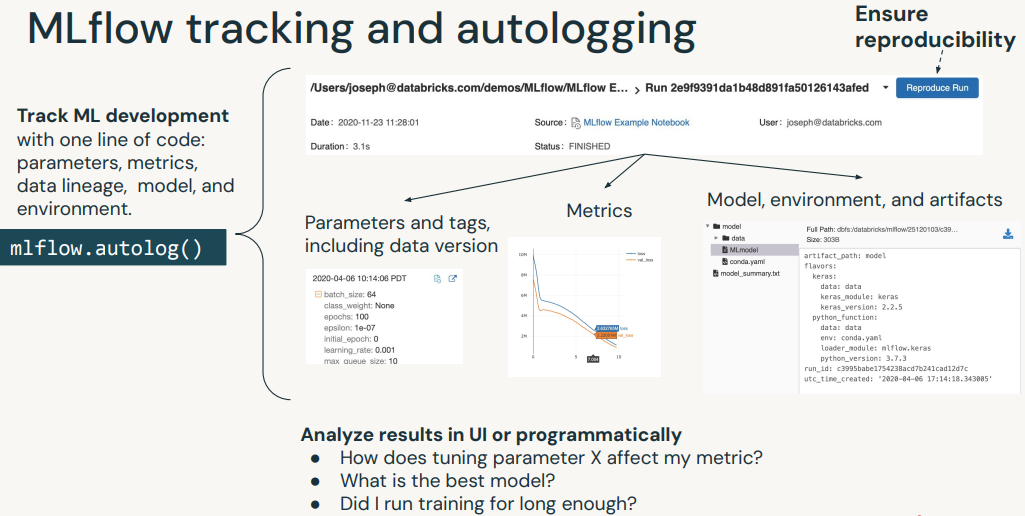 MLflow tracking and autologging
Ensure
reproducibility
Track ML development
with one line of code:
parameters, metrics,
data lineage, model, and
environment.
mlflow.autolog()
/Users/joseph@databricks.com/demos/MLflow/MLflow E... > Run 2e9f9391da1b48d891fa50126143afed
Reproduce Run
Date: 2020-11-23 11:28:01
Source: MLflow Example Notebook
User: joseph@databricks.com
Duration: 3.1s
Status: FINISHED
Parameters and tags,
including data version
Metrics
Model, environment, and artifacts
2020-04-06 10:14:06 PDT
batch_size: 64
class_weight: None
epochs: 100
epsilon: 1e-07
initial_epoch: 0
learning_rate: 0.001
max_queue_size: 10
loss
val_loss
10M
8M
6M
4M
2M
0
5
10
loss
val_loss
model
data
MLmodel
conda.yaml
model_summary.txt
Full Path: dbfs:/databricks/mlflow/25120103/c39...
Size: 303B
artifact_path: model
flavors:
keras:
data: data
keras_module: keras
keras_version: 2.2.5
python_function:
data: data
env: conda.yaml
loader_module: mlflow.keras
python_version: 3.7.3
run_id: c3995babe1754238acd7b241cad12d7c
utc_time_created: '2020-04-06 17:14:18.343005'
Analyze results in UI or programmatically
● How does tuning parameter X affect my metric?
● What is the best model?
● Did I run training for long enough?